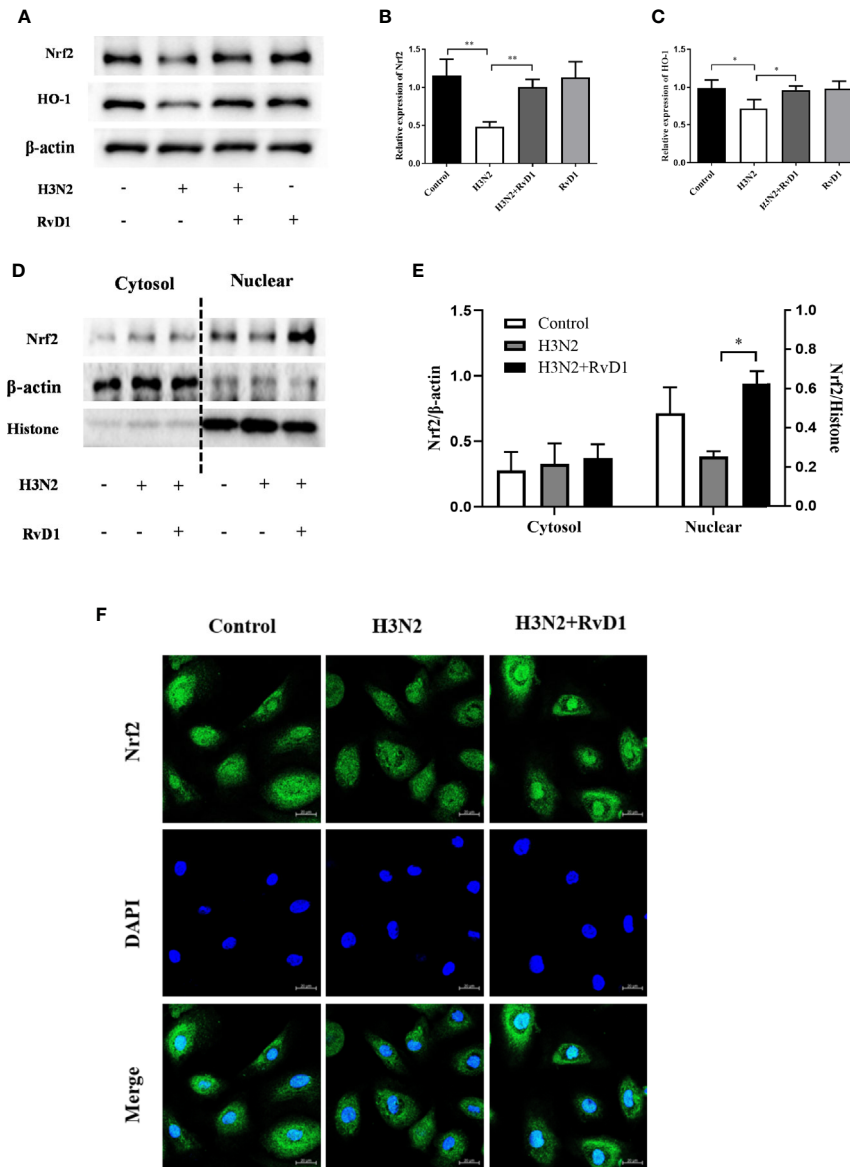 A
Nrf2
HO-1
β-actin
H3N2 - + + -
RvD1 - - + +
B
Relative expression of Nrf2
1.5
1.0
0.5
0.0
** **
Control
H3N2
H3N2+RvD1
RvD1
C
Relative expression of HO-1
1.5
1.0
0.5
0.0
* *
Control
H3N2
H3N2+RvD1
RvD1
D
Cytosol Nuclear
Nrf2
β-actin
Histone
H3N2 - + + - + +
RvD1 - - + - - +
E
Nrf2/β-actin
1.5
1.0
0.5
0.0
Control
H3N2
H3N2+RvD1
*
1.0
0.8
0.6
0.4
0.2
0.0
Nrf2/Histone
Cytosol Nuclear
F
Control H3N2 H3N2+RvD1
Nrf2
DAPI
Merge